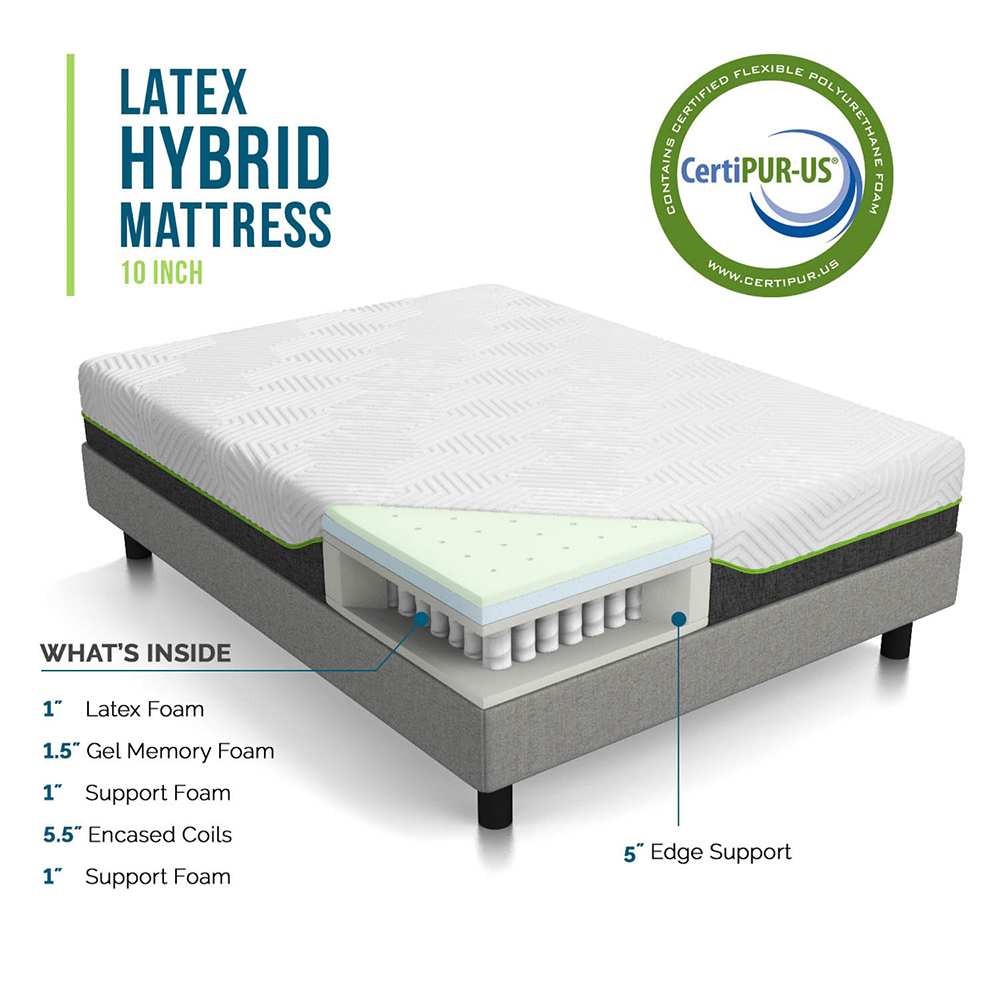 LATEX
HYBRID
MATTRESS
10 INCH
CONTAINS CERTIFIED FLEXIBLE POLYURETHANE FOAM
CertiPUR-US®
WWW.CERTIPUR.US
WHAT'S INSIDE
1″ Latex Foam
1.5″ Gel Memory Foam
1″ Support Foam
5.5″ Encased Coils
1″ Support Foam
5″ Edge Support